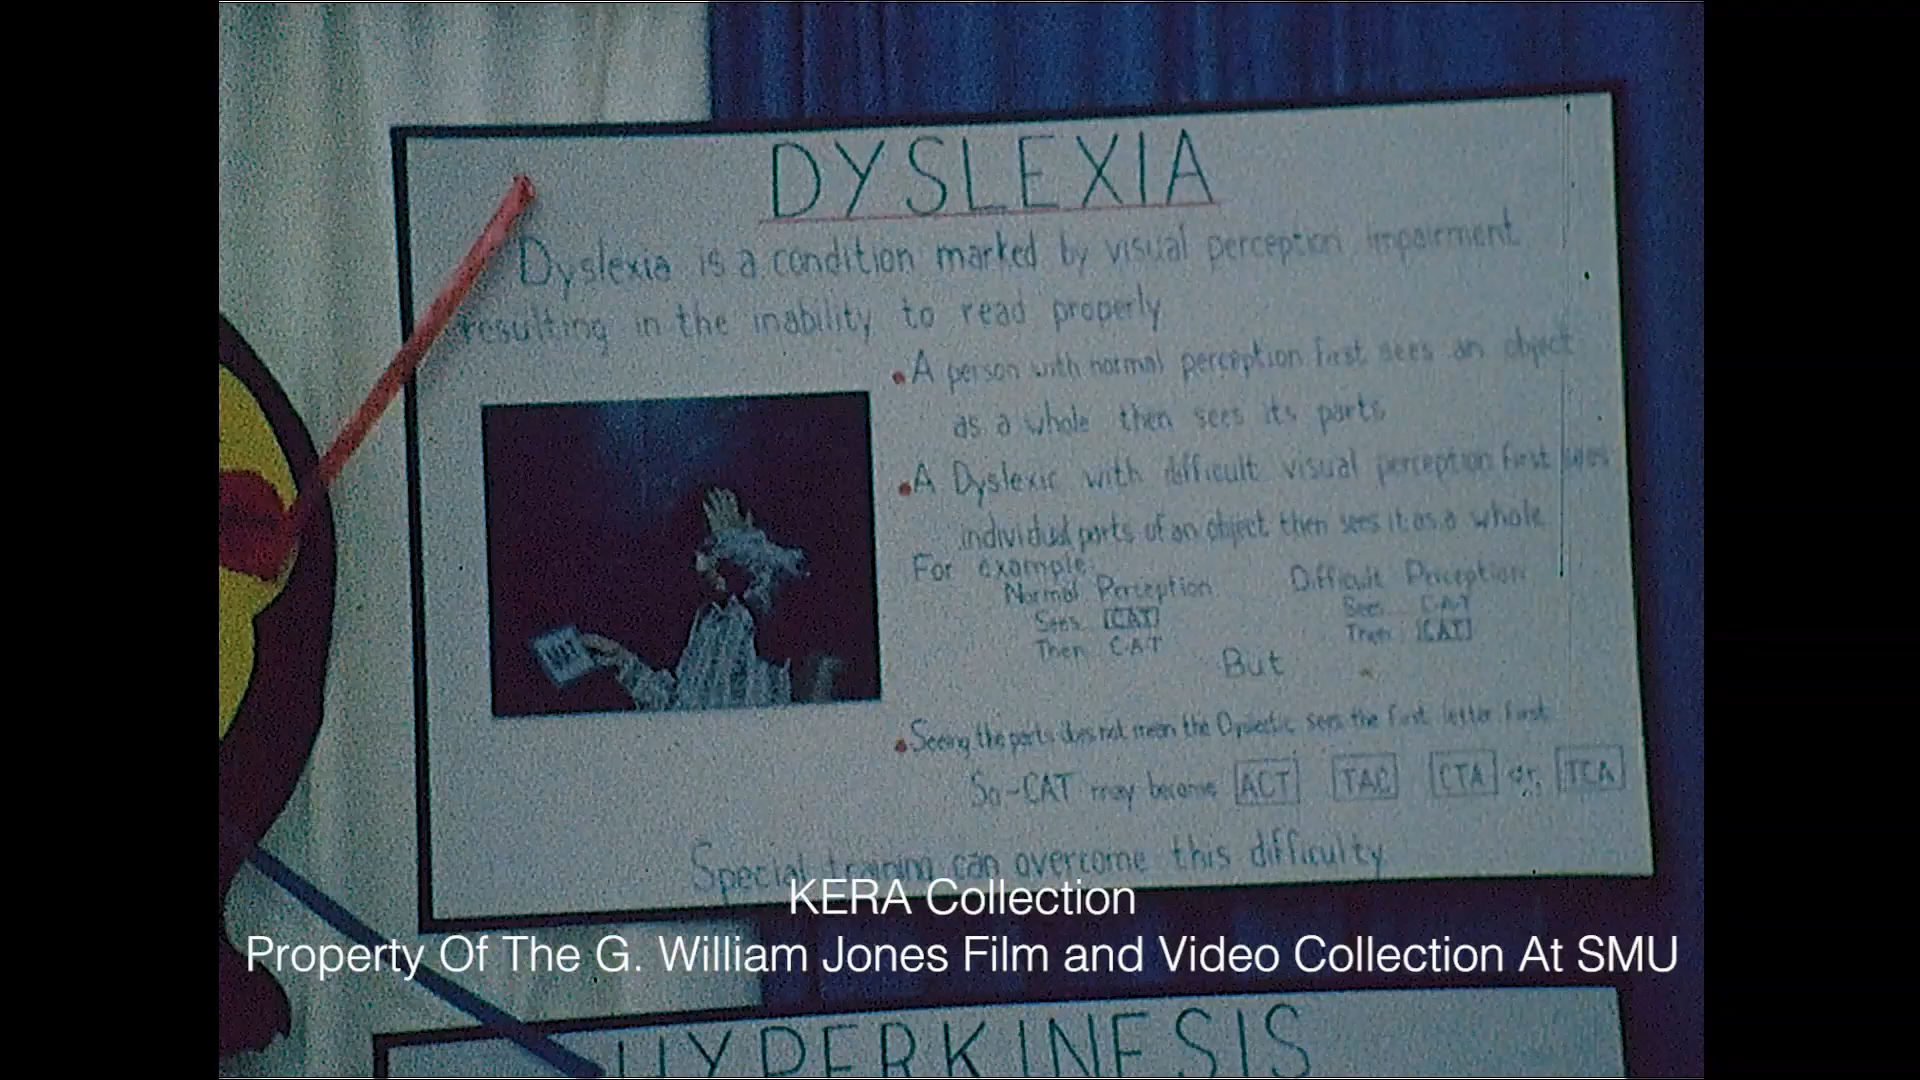 DYSLEXIA
Dyslexia is a condition marked by visual perception impairment
resulting in the inability to read properly
• A person with normal perception first sees an object
as a whole then sees its parts
• A Dyslexic with difficult visual perception first sees
individual parts of an object then sees it as a whole
For example:
Normal Perception
Sees CAT
Then C-A-T
Difficult Perception
Sees C-A-T
Then CAT
But
• Seeing the parts does not mean the Dyslectic sees the first letter first
So-CAT may become ACT TAC CTA or, TCA
Special training can overcome this difficulty
KERA Collection
Property Of The G. William Jones Film and Video Collection At SMU
HYPERKINESIS